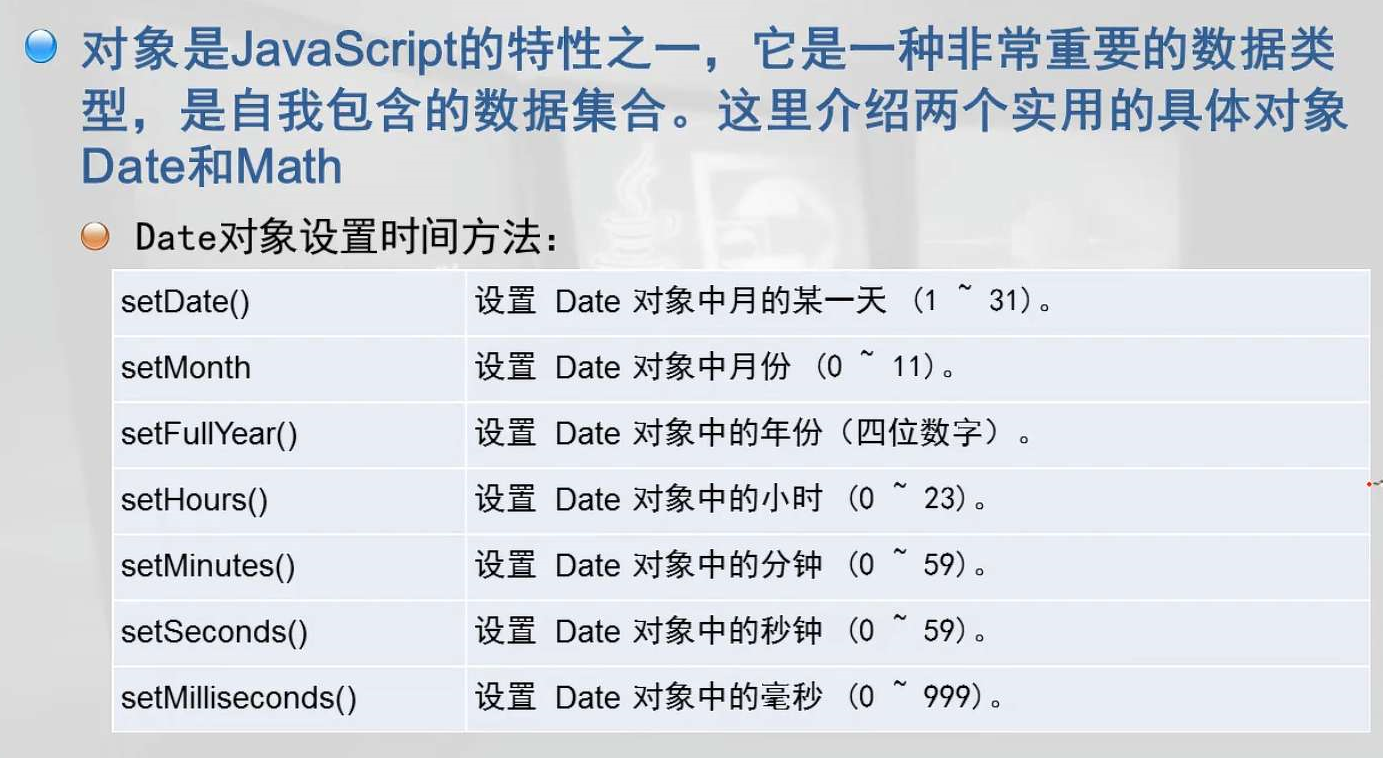 对象是JavaScript的特性之一，它是一种非常重要的数据类
型，是自我包含的数据集合。这里介绍两个实用的具体对象
Date和Math
Date对象设置时间方法：
setDate() 设置 Date 对象中月的某一天 (1 ~ 31)。
setMonth 设置 Date 对象中月份 (0 ~ 11)。
setFullYear() 设置 Date 对象中的年份（四位数字）。
setHours() 设置 Date 对象中的小时 (0 ~ 23)。
setMinutes() 设置 Date 对象中的分钟 (0 ~ 59)。
setSeconds() 设置 Date 对象中的秒钟 (0 ~ 59)。
setMilliseconds() 设置 Date 对象中的毫秒 (0 ~ 999)。